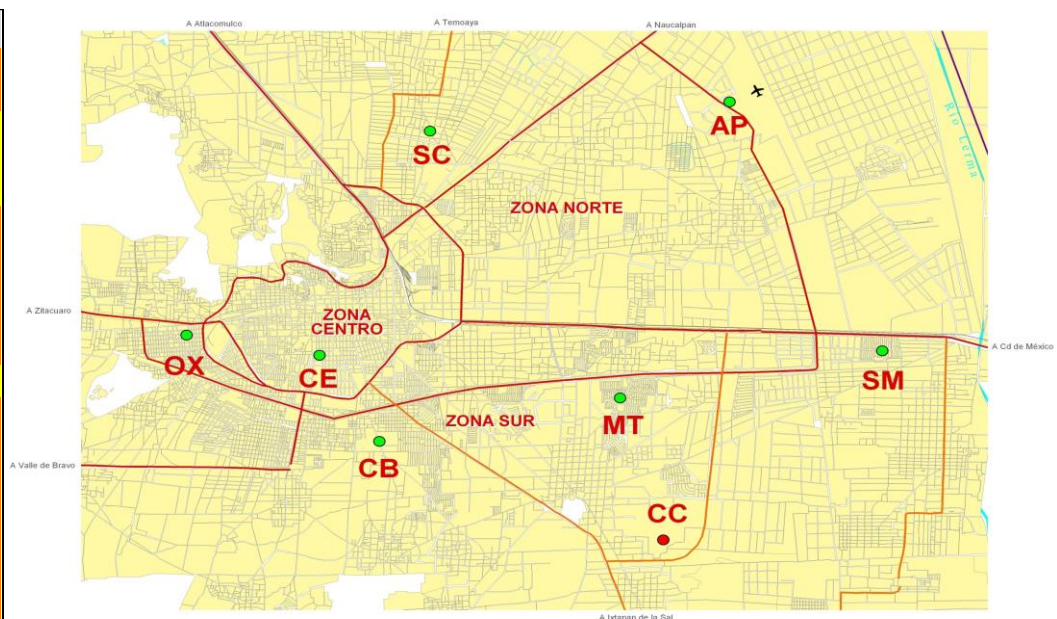 A Atlacomulco
A Temoaya
A Naucalpan
AP
SC
Río Lerma
ZONA NORTE
A Zitacuaro
ZONA
CENTRO
A Cd de México
OX
CE
SM
ZONA SUR
MT
CB
A Valle de Bravo
CC
A Ixtapan de la Sal